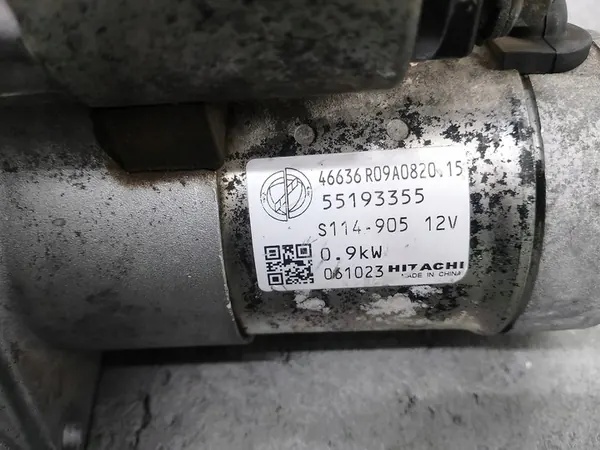 46636 R09A0820.15
55193355
S114-905 12V
0.9kW
061023 HITACHI
MADE IN CHINA